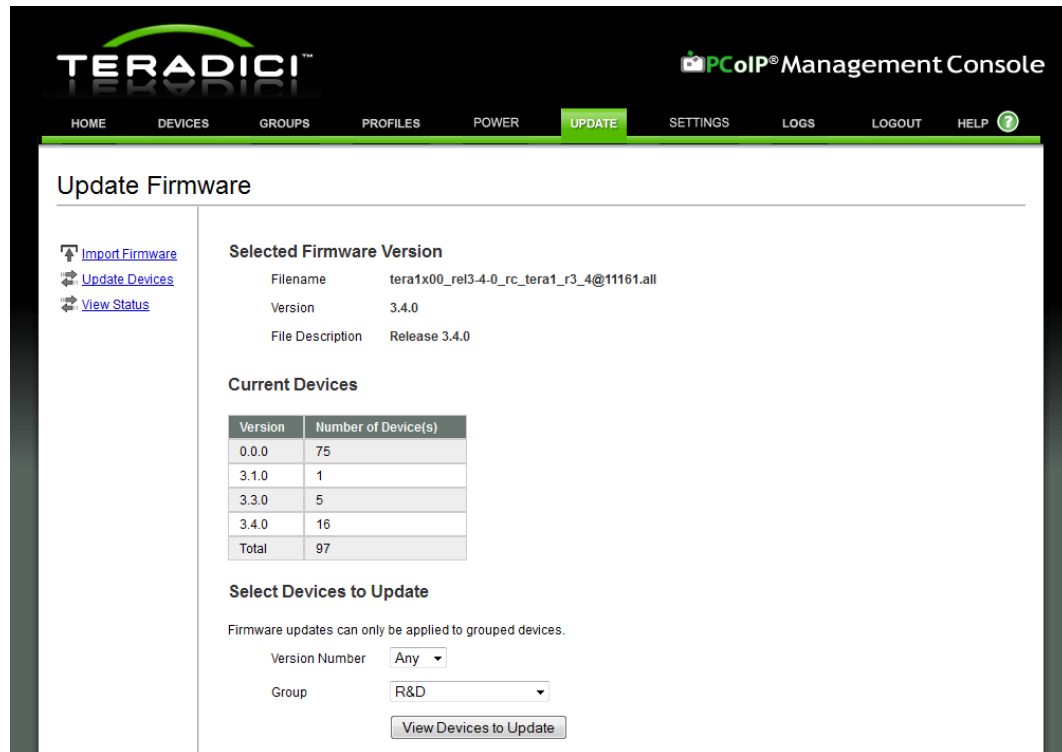 TERADICI™
PCoIP® Management Console
HOME DEVICES GROUPS PROFILES POWER UPDATE SETTINGS LOGS LOGOUT HELP ?
Update Firmware
Import Firmware
Update Devices
View Status
Selected Firmware Version
Filename tera1x00_rel3-4-0_rc_tera1_r3_4@11161.all
Version 3.4.0
File Description Release 3.4.0
Current Devices
Version Number of Device(s)
0.0.0 75
3.1.0 1
3.3.0 5
3.4.0 16
Total 97
Select Devices to Update
Firmware updates can only be applied to grouped devices.
Version Number Any
Group R&D
View Devices to Update